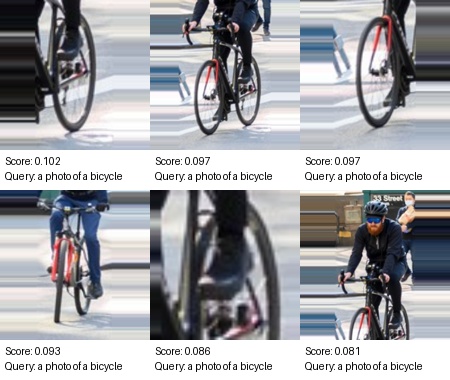 Score: 0.102
Query: a photo of a bicycle
Score: 0.097
Query: a photo of a bicycle
Score: 0.097
Query: a photo of a bicycle
Score: 0.093
Query: a photo of a bicycle
Score: 0.086
Query: a photo of a bicycle
33 Street
Score: 0.081
Query: a photo of a bicycle